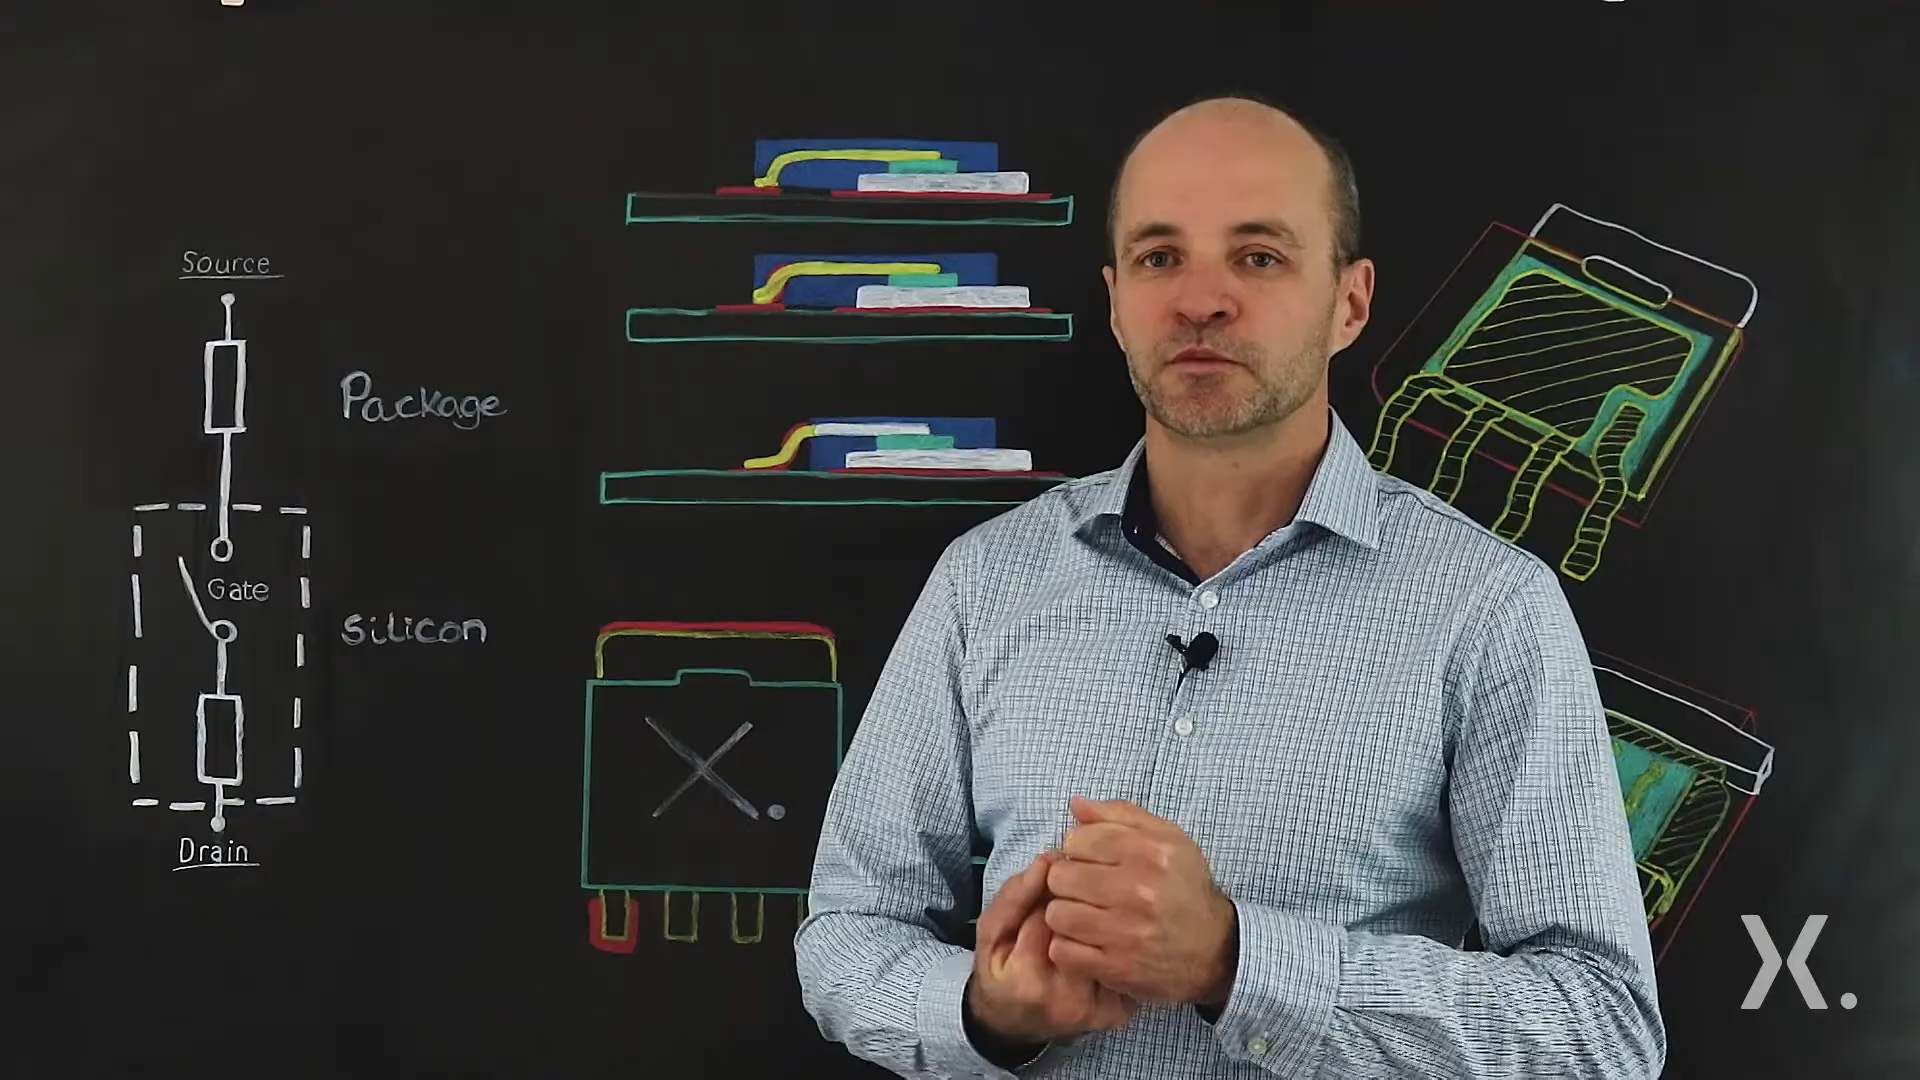 Source
Package
Gate
Silicon
Drain
X.
X.